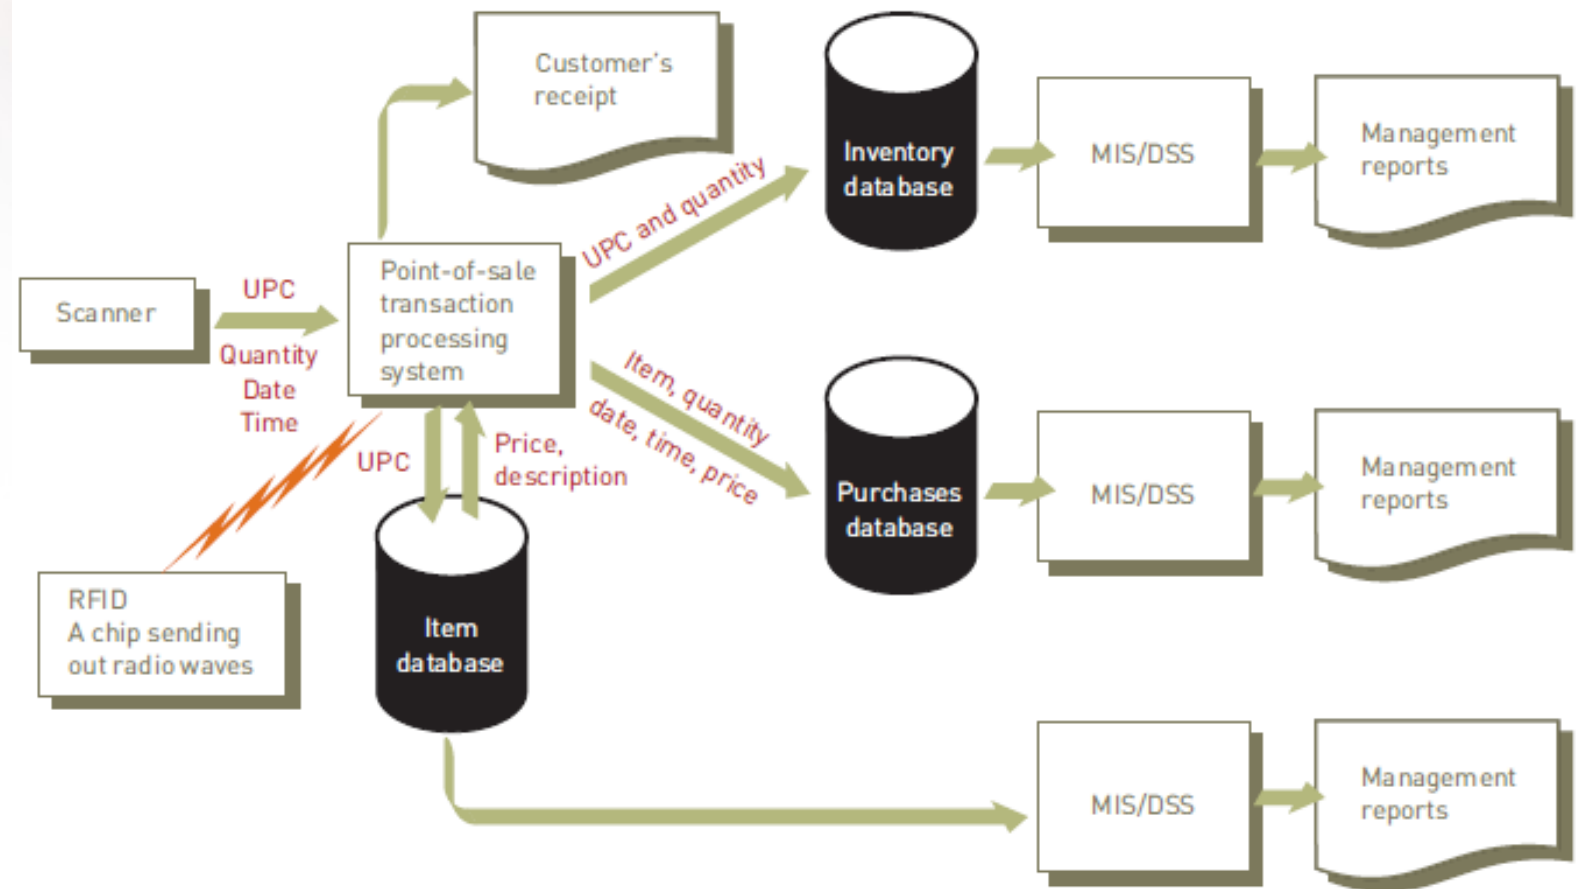 Customer's
receipt
Inventory
database
MIS/DSS
Management
reports
UPC and quantity
Scanner
UPC
Quantity
Date
Time
Point-of-sale
transaction
processing
system
Item, quantity
date, time, price
UPC
Price,
description
Purchases
database
MIS/DSS
Management
reports
RFID
A chip sending
out radio waves
Item
database
MIS/DSS
Management
reports